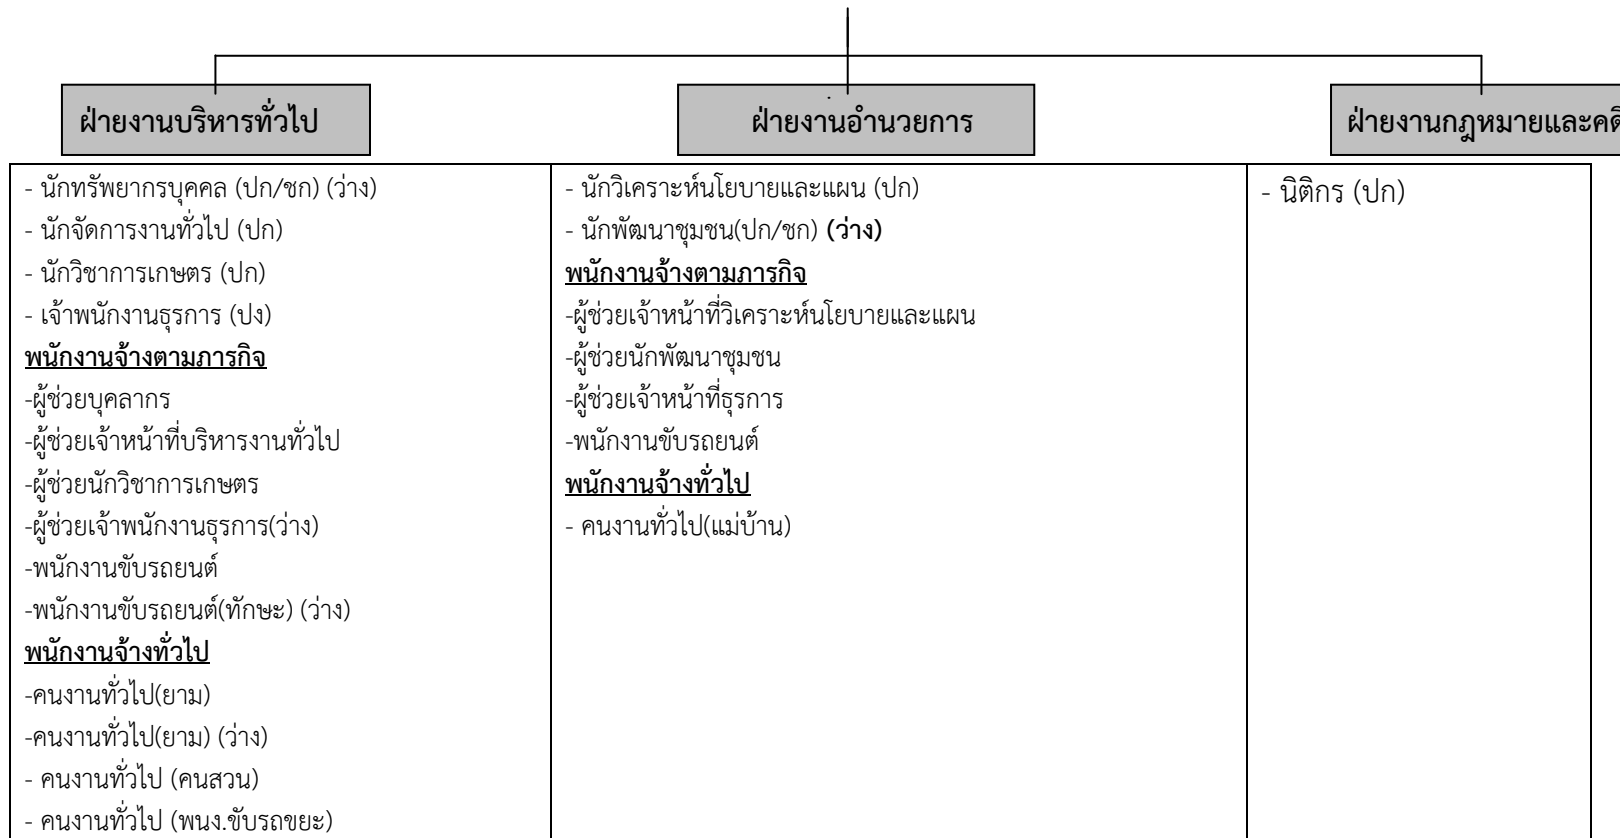 ฝ่ายงานบริหารทั่วไป
ฝ่ายงานอำนวยการ
ฝ่ายงานกฎหมายและคดี
- นักทรัพยากรบุคคล (ปก/ชก) (ว่าง)
- นักจัดการงานทั่วไป (ปก)
- นักวิชาการเกษตร (ปก)
- เจ้าพนักงานธุรการ (ปง)
พนักงานจ้างตามภารกิจ
-ผู้ช่วยบุคลากร
-ผู้ช่วยเจ้าหน้าที่บริหารงานทั่วไป
-ผู้ช่วยนักวิชาการเกษตร
-ผู้ช่วยเจ้าพนักงานธุรการ(ว่าง)
-พนักงานขับรถยนต์
-พนักงานขับรถยนต์(ทักษะ) (ว่าง)
พนักงานจ้างทั่วไป
-คนงานทั่วไป(ยาม)
-คนงานทั่วไป(ยาม) (ว่าง)
- คนงานทั่วไป (คนสวน)
- คนงานทั่วไป (พนง.ขับรถขยะ)
- นักวิเคราะห์นโยบายและแผน (ปก)
- นักพัฒนาชุมชน(ปก/ชก) (ว่าง)
พนักงานจ้างตามภารกิจ
-ผู้ช่วยเจ้าหน้าที่วิเคราะห์นโยบายและแผน
-ผู้ช่วยนักพัฒนาชุมชน
-ผู้ช่วยเจ้าหน้าที่ธุรการ
-พนักงานขับรถยนต์
พนักงานจ้างทั่วไป
- คนงานทั่วไป(แม่บ้าน)
- นิติกร (ปก)